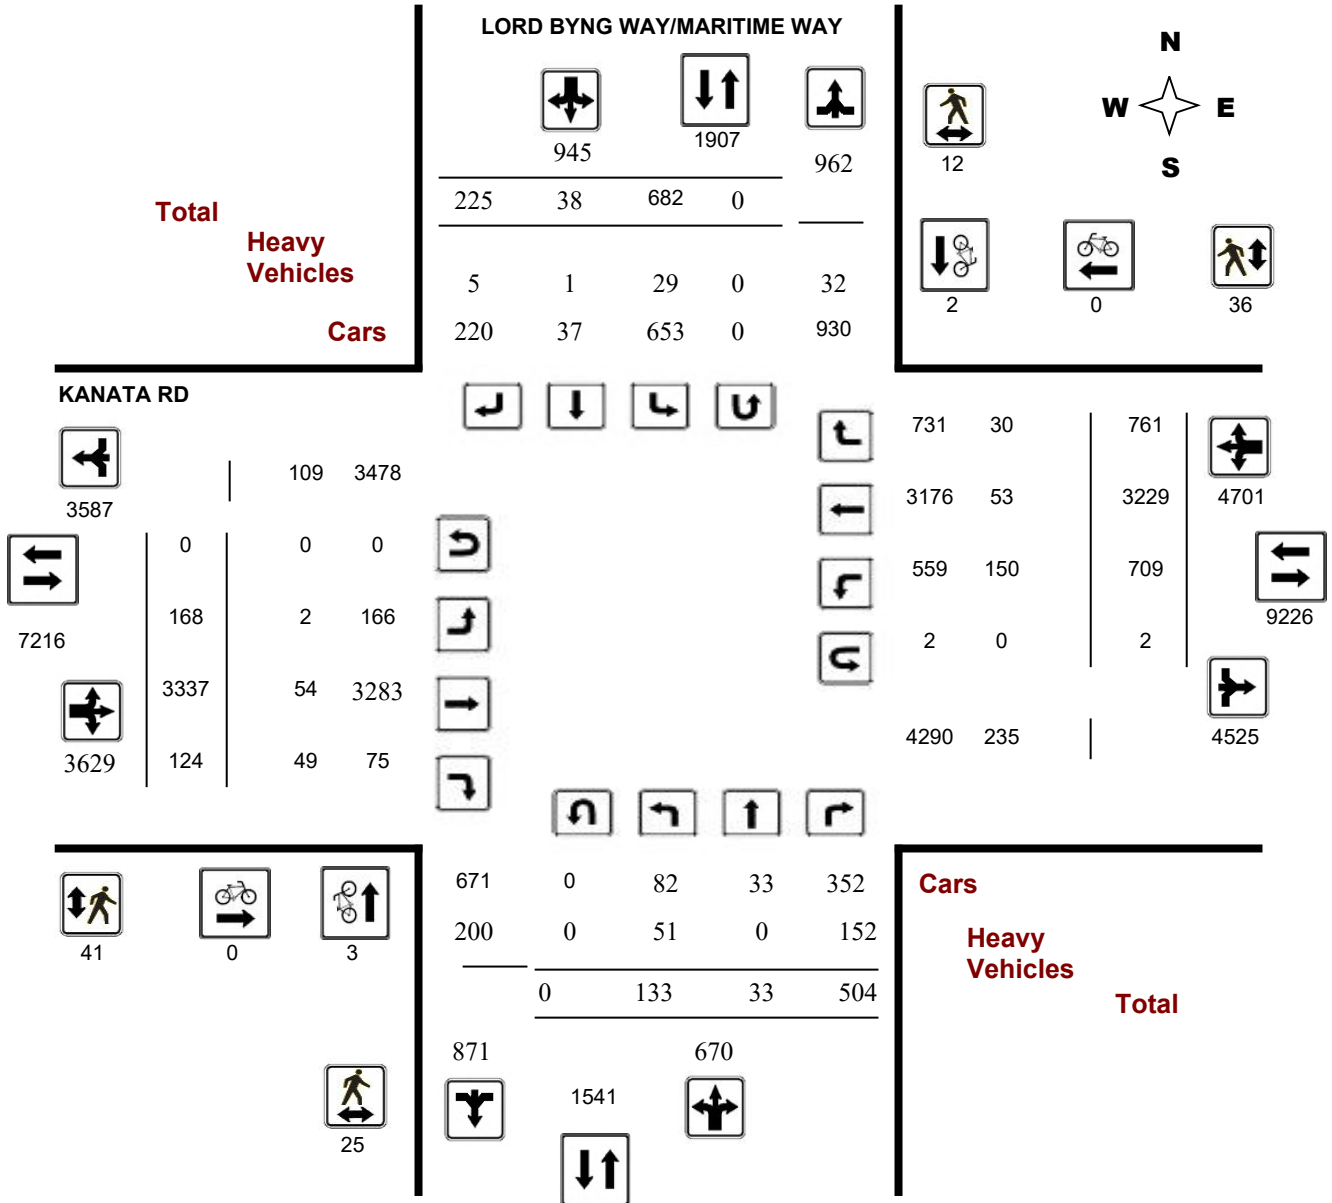 LORD BYNG WAY/MARITIME WAY
N
W E
S
945
1907
962
12
225 38 682 0
Total
Heavy
Vehicles
5 1 29 0 32
2 0 36
Cars
220 37 653 0 930
KANATA RD
731 30 761
109 3478
3587
3176 53 3229 4701
0 0 0
559 150 709
168 2 166
9226
7216
2 0 2
3337 54 3283
4290 235 4525
3629 124 49 75
671 0 82 33 352
Cars
200 0 51 0 152
Heavy
Vehicles
41 0 3
0 133 33 504
Total
871 670
1541
25